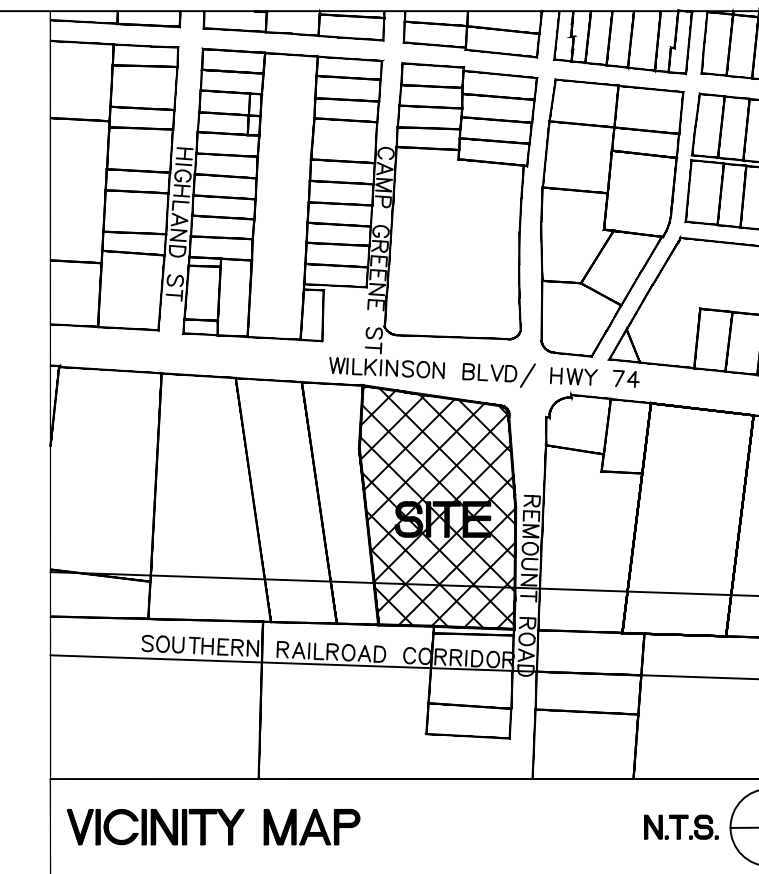 HIGHLAND ST
CAMP GREENE ST
WILKINSON BLVD/ HWY 74
SITE
REMOUNT ROAD
SOUTHERN RAILROAD CORRIDOR
VICINITY MAP
N.T.S.